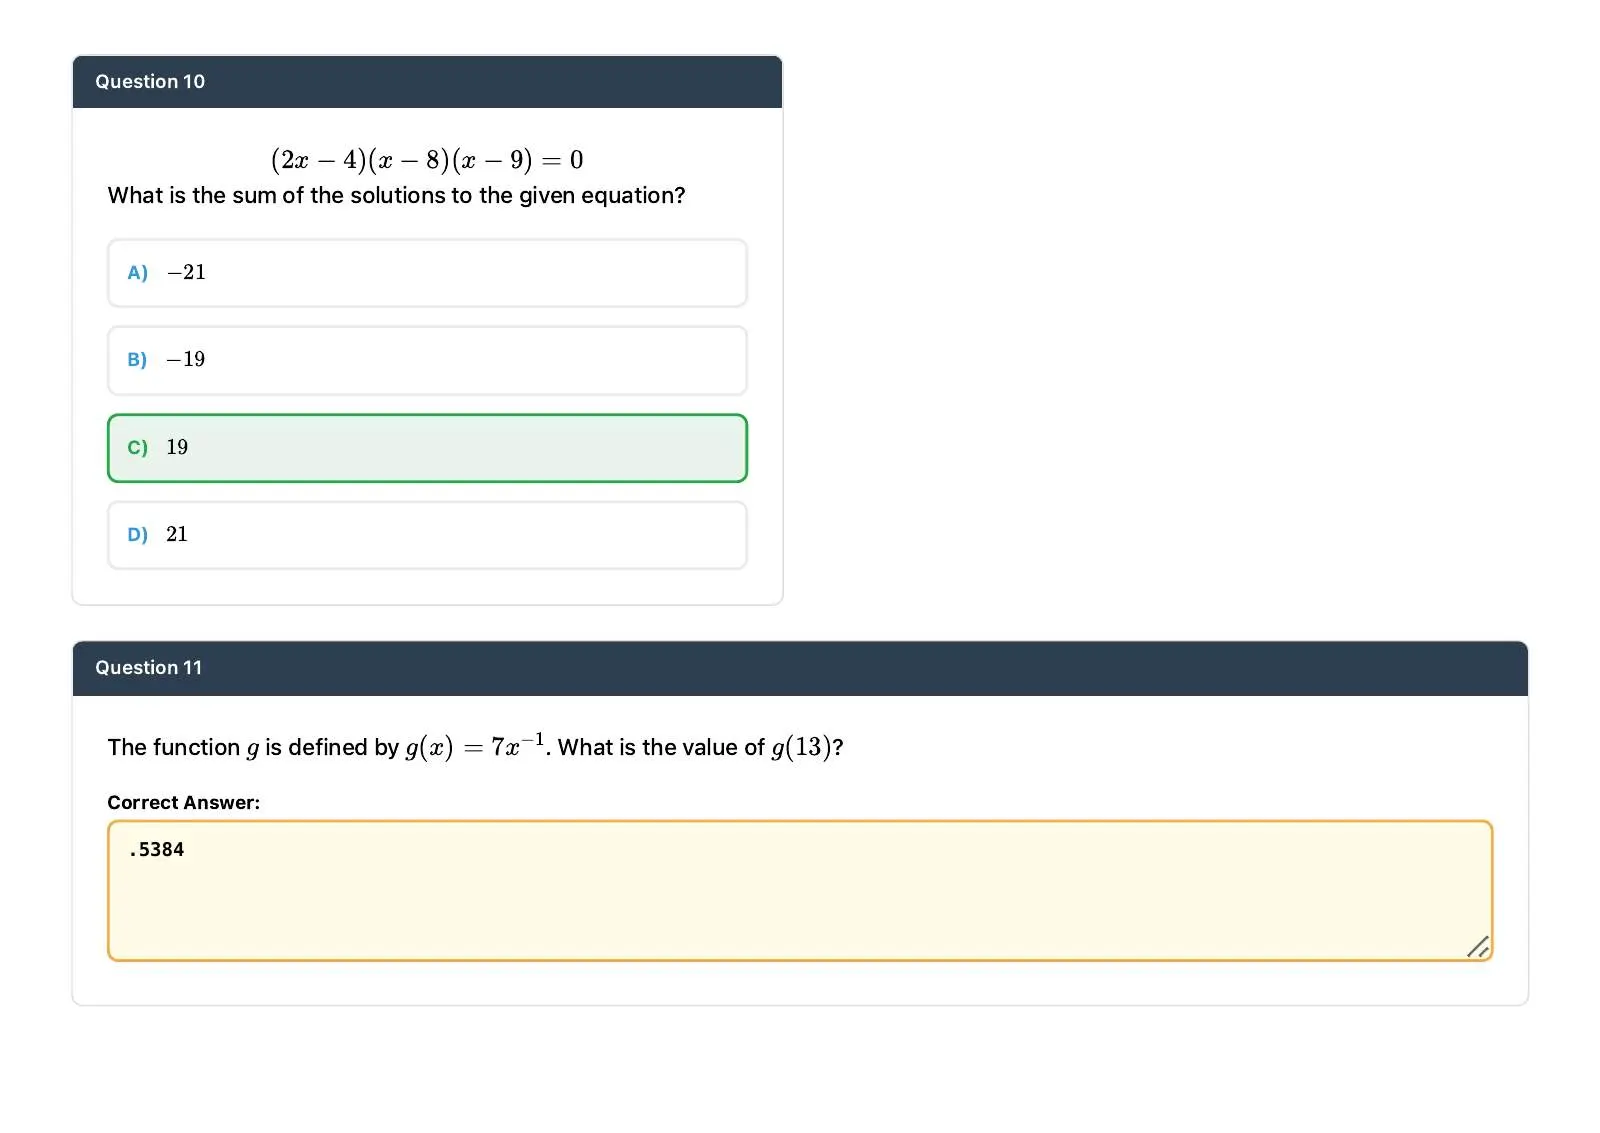 Question 10
(2x − 4)(x − 8)(x − 9) = 0
What is the sum of the solutions to the given equation?
A) −21
B) −19
C) 19
D) 21
Question 11
The function g is defined by g(x) = 7x⁻¹. What is the value of g(13)?
Correct Answer:
.5384